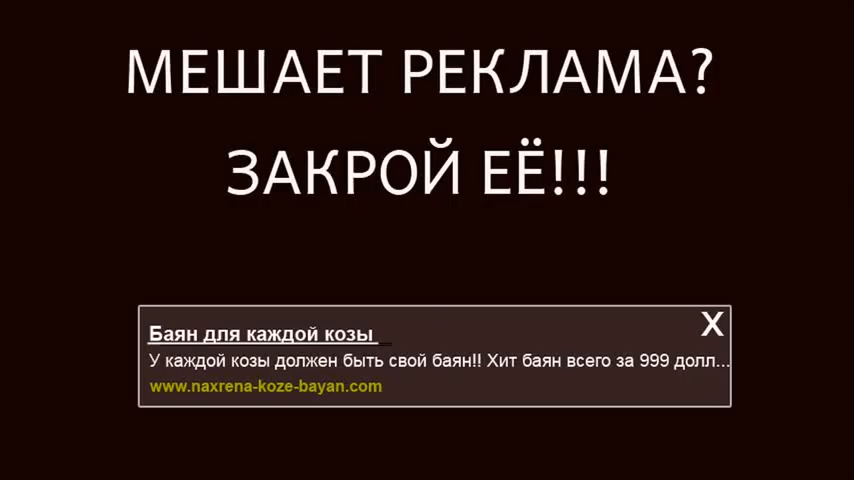 МЕШАЕТ РЕКЛАМА?
ЗАКРОЙ ЕЁ!!!
X
Баян для каждой козы
У каждой козы должен быть свой баян!! Хит баян всего за 999 долл...
www.naxrena-koze-bayan.com